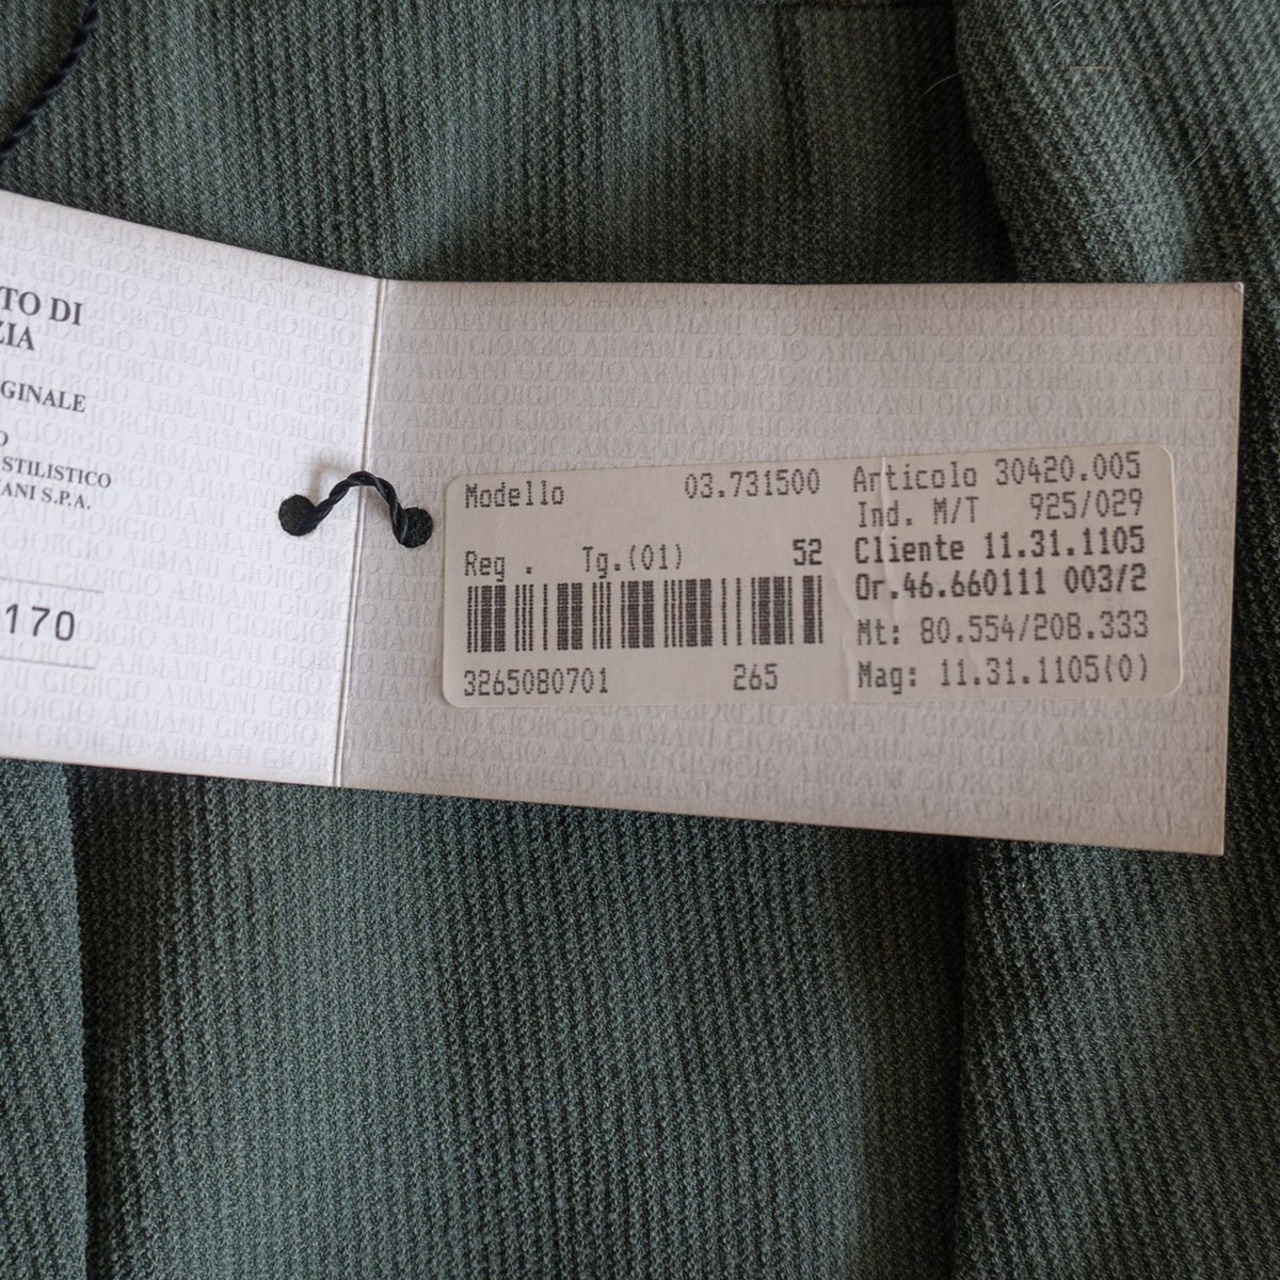 TO DI
ZIA
GINALE
O
STILISTICO
ANI S.P.A.
170
GIORGIO ARMANI
Modello 03.731500
Reg . Tg.(01) 52
3265080701 265
Articolo 30420.005
Ind. M/T 925/029
Cliente 11.31.1105
Or.46.660111 003/2
Mt: 80.554/208.333
Mag: 11.31.1105(0)